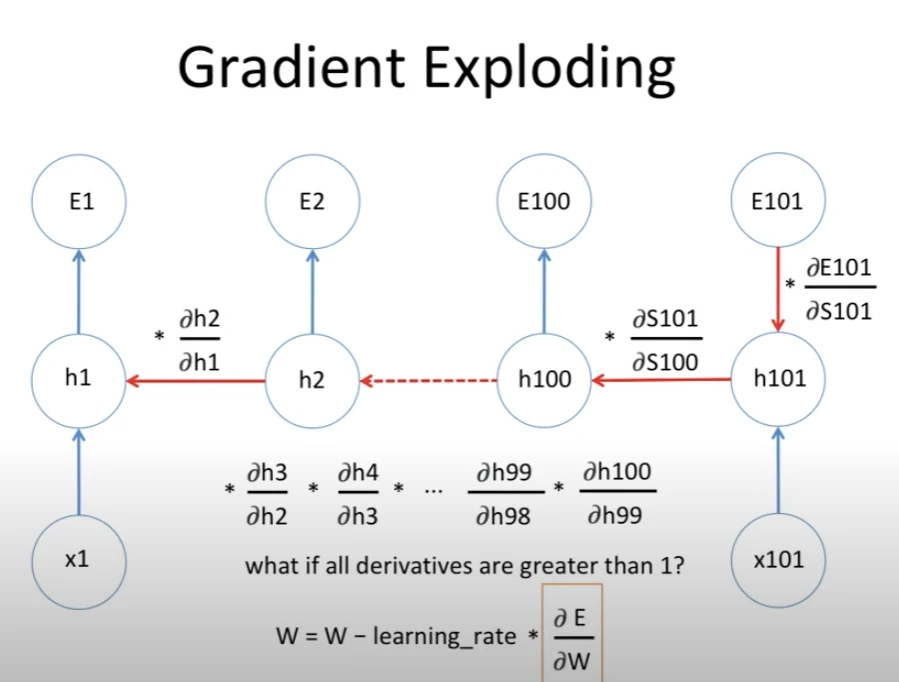 Gradient Exploding
E1
E2
E100
E101
* ∂E101
∂S101
* ∂h2
∂h1
* ∂S101
∂S100
h1
h2
h100
h101
* ∂h3 * ∂h4 * ... ∂h99 * ∂h100
∂h2 ∂h3 ∂h98 ∂h99
x1
what if all derivatives are greater than 1?
x101
W = W – learning_rate * ∂ E
∂W